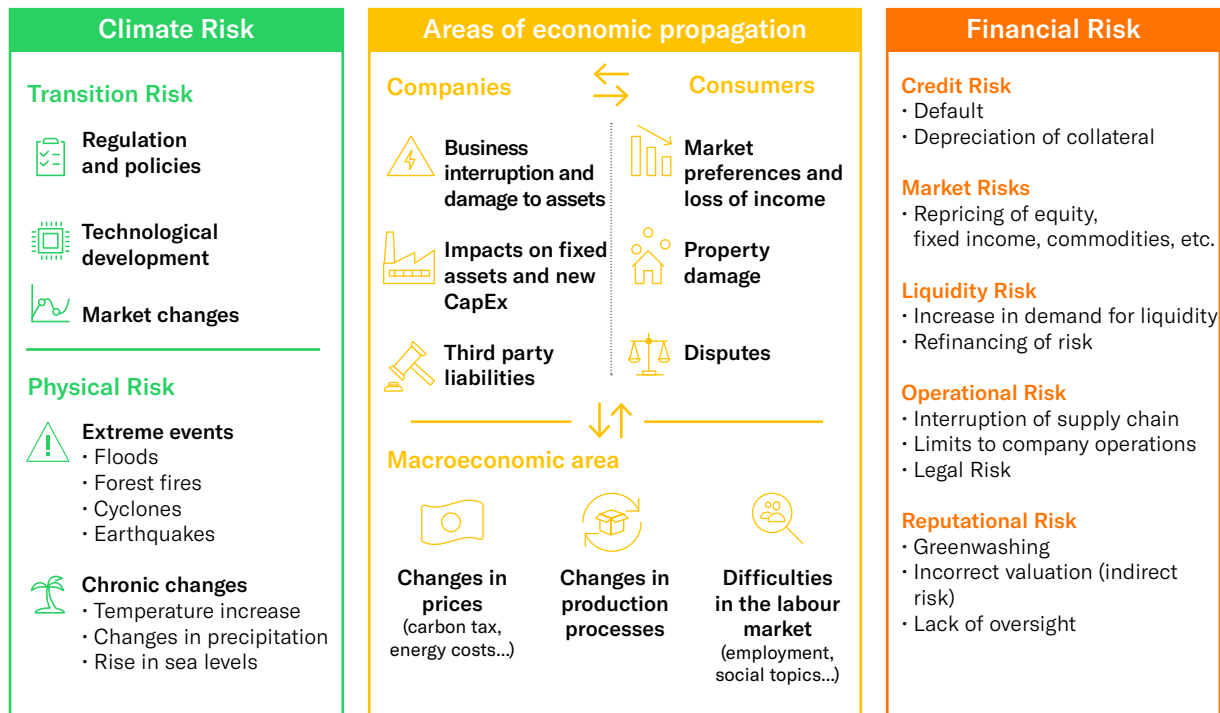 Climate Risk
Transition Risk
Regulation
and policies
Technological
development
Market changes
Physical Risk
Extreme events
· Floods
· Forest fires
· Cyclones
· Earthquakes
Chronic changes
· Temperature increase
· Changes in precipitation
· Rise in sea levels
Areas of economic propagation
Companies
Business
interruption and
damage to assets
Impacts on fixed
assets and new
CapEx
Third party
liabilities
Consumers
Market
preferences and
loss of income
Property
damage
Disputes
Macroeconomic area
Changes in
prices
(carbon tax,
energy costs...)
Changes in
production
processes
Difficulties
in the labour
market
(employment,
social topics...)
Financial Risk
Credit Risk
· Default
· Depreciation of collateral
Market Risks
· Repricing of equity,
fixed income, commodities, etc.
Liquidity Risk
· Increase in demand for liquidity
· Refinancing of risk
Operational Risk
· Interruption of supply chain
· Limits to company operations
· Legal Risk
Reputational Risk
· Greenwashing
· Incorrect valuation (indirect
risk)
· Lack of oversight